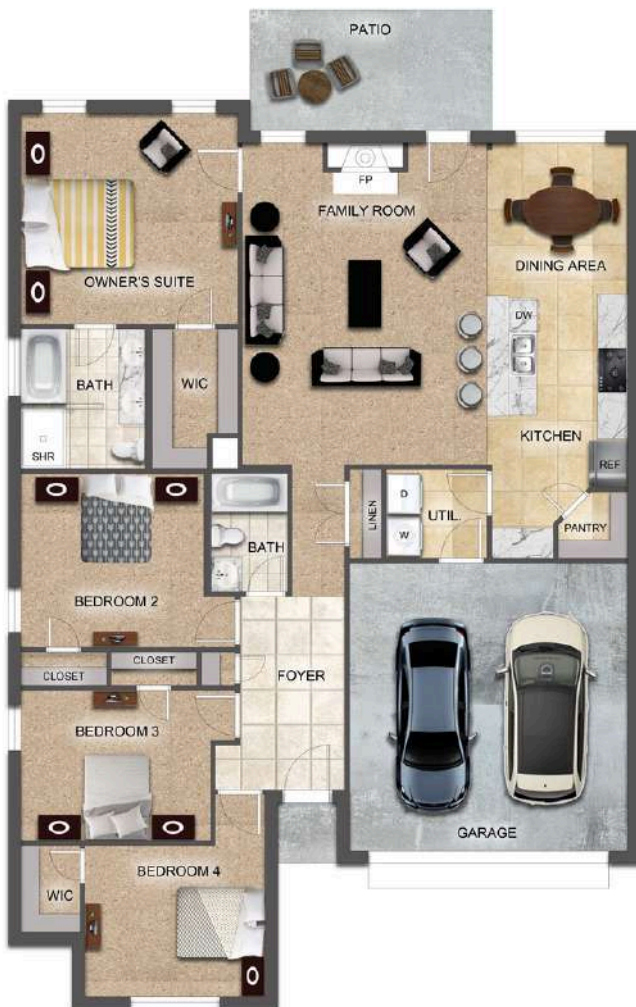 PATIO
FP
FAMILY ROOM
OWNER'S SUITE
DINING AREA
DW
BATH
WIC
SHR
KITCHEN
REF
LINEN
D
UTIL.
W
PANTRY
BATH
BEDROOM 2
CLOSET
CLOSET
FOYER
BEDROOM 3
GARAGE
BEDROOM 4
WIC